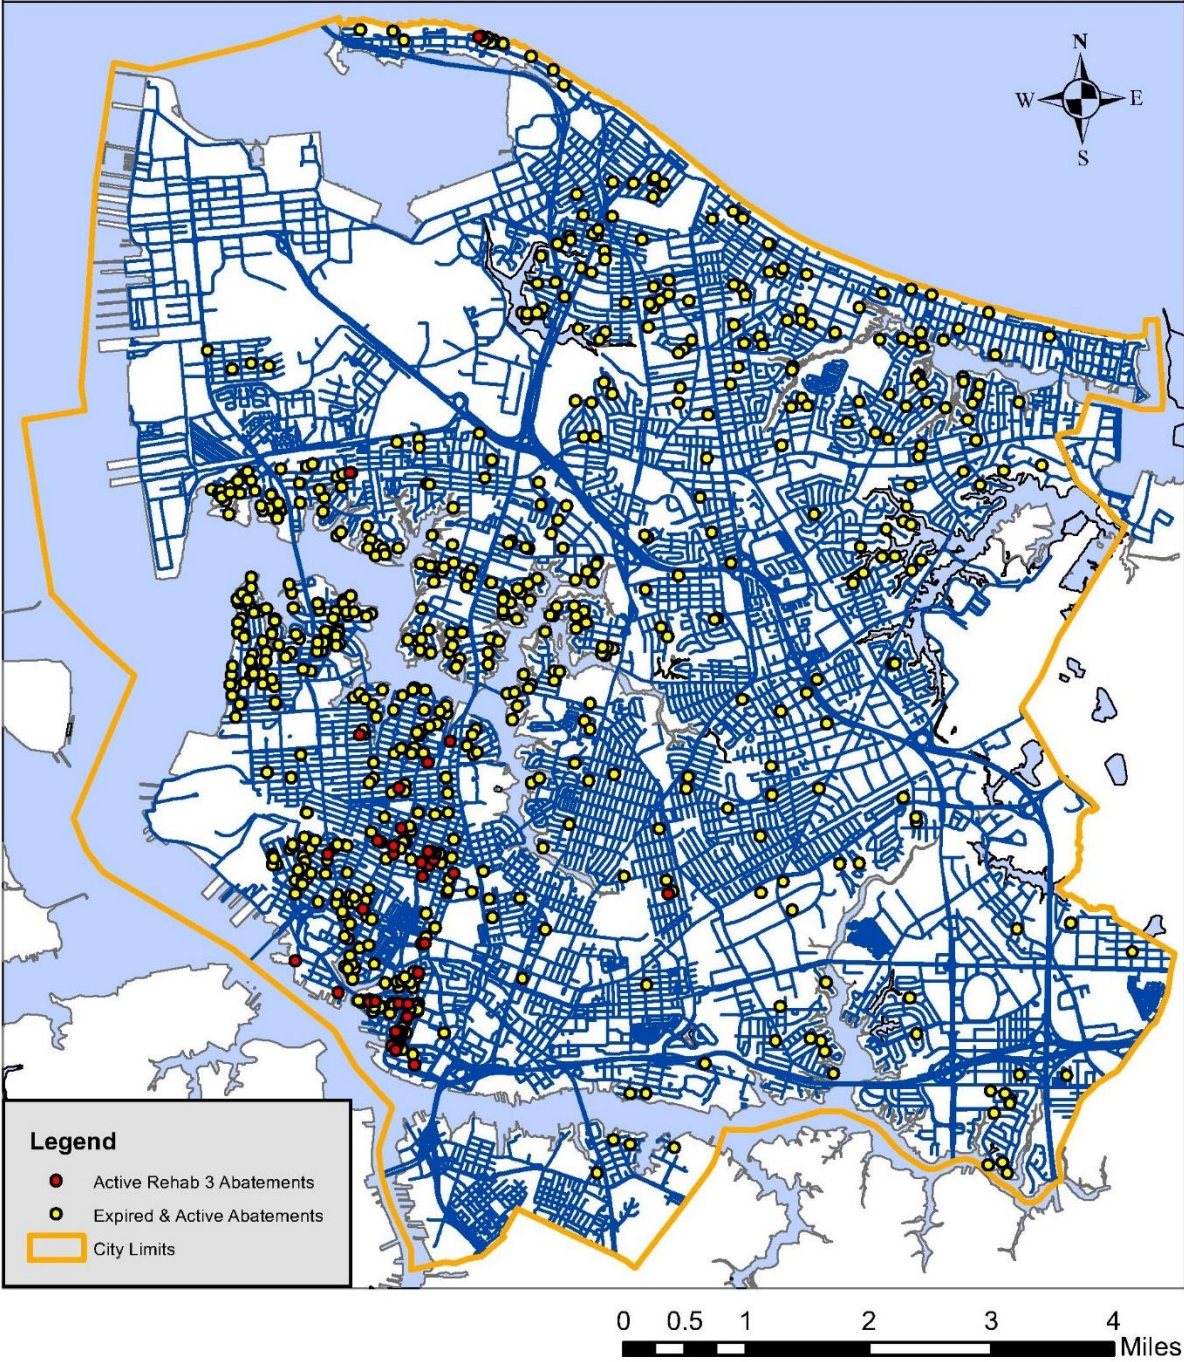 N
W E
S
Legend
Active Rehab 3 Abatements
Expired & Active Abatements
City Limits
0 0.5 1 2 3 4
Miles